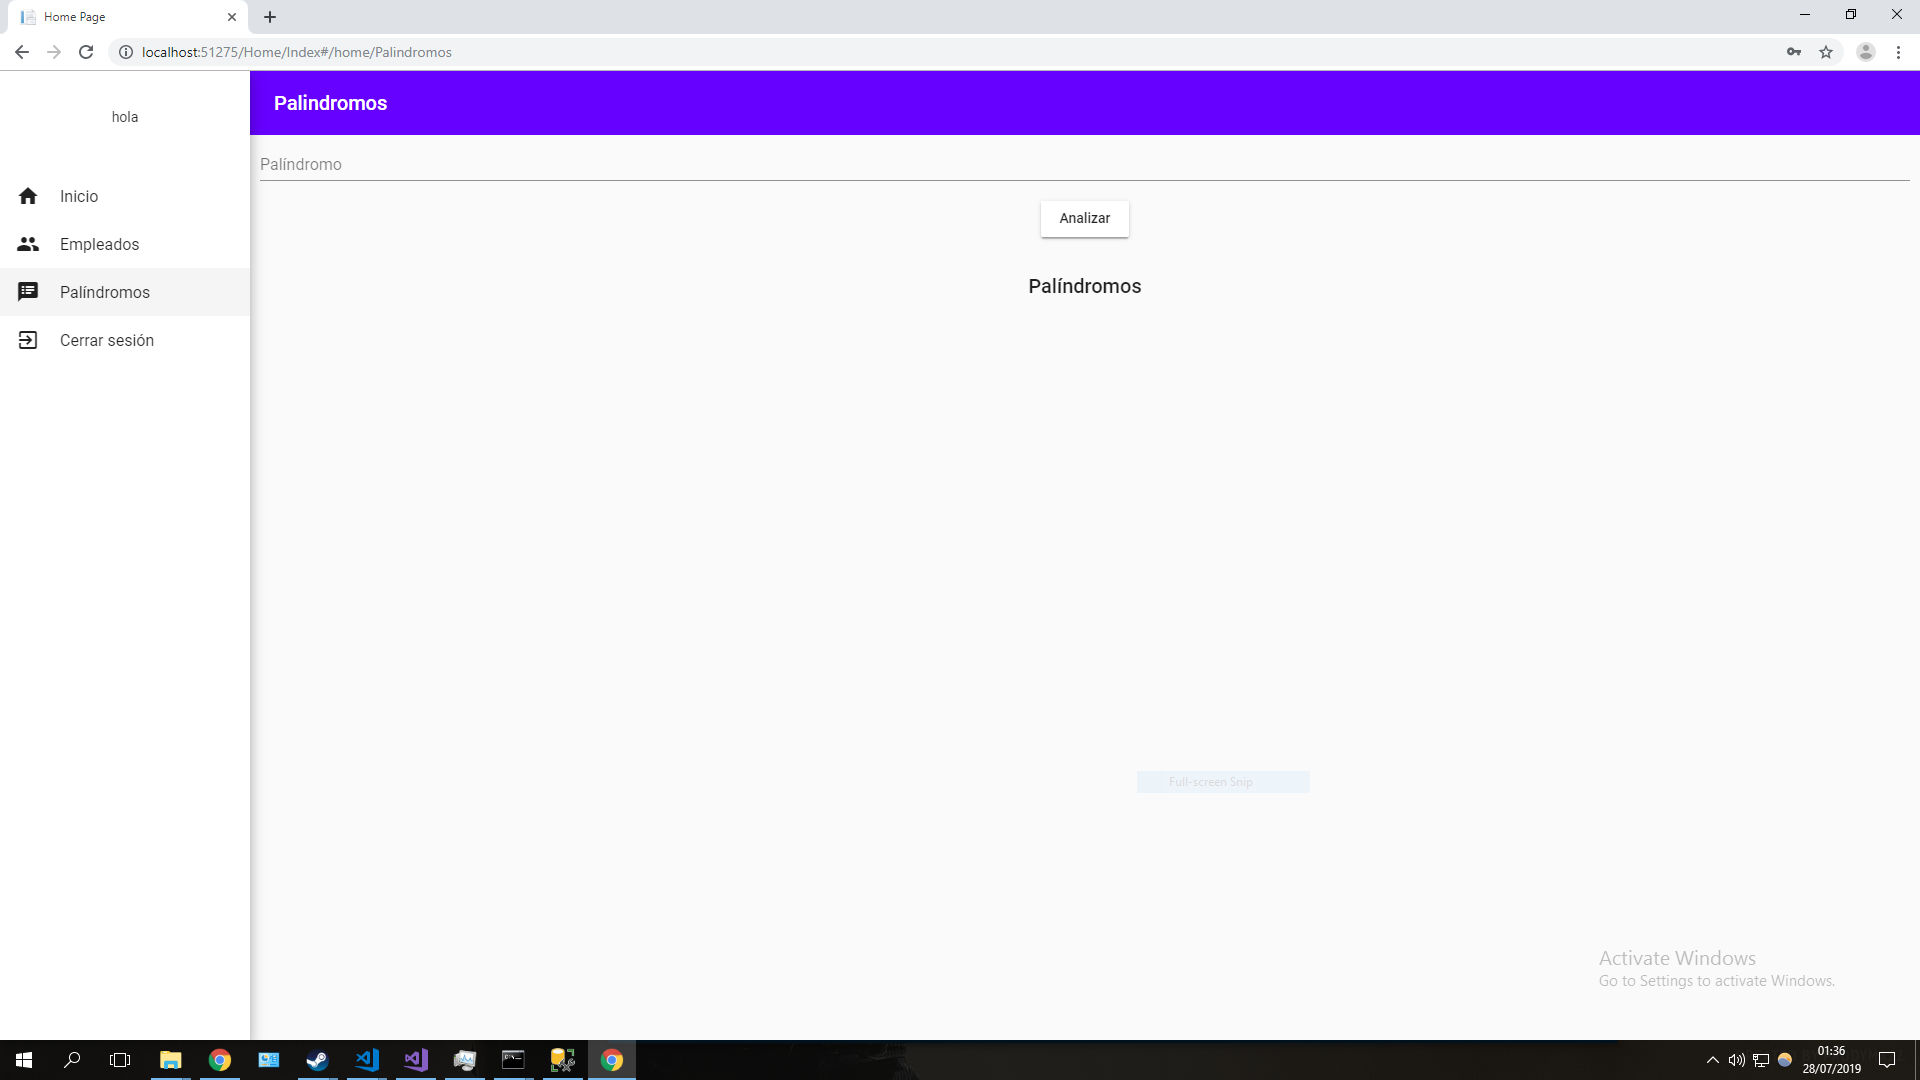 Home Page
localhost:51275/Home/Index#/home/Palindromos
hola
Inicio
Empleados
Palíndromos
Cerrar sesión
Palindromos
Palíndromo
Analizar
Palíndromos
Full-screen Snip
Activate Windows
Go to Settings to activate Windows.
01:36
28/07/2019